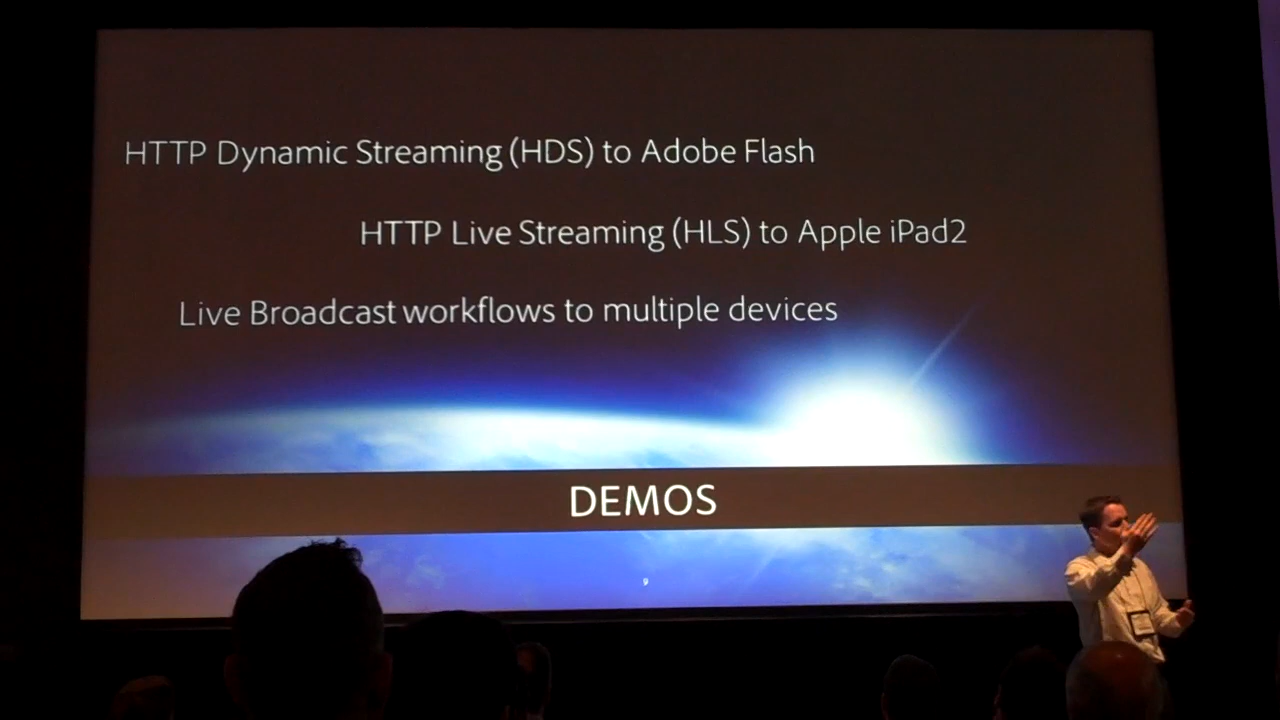 HTTP Dynamic Streaming (HDS) to Adobe Flash
HTTP Live Streaming (HLS) to Apple iPad2
Live Broadcast workflows to multiple devices
DEMOS